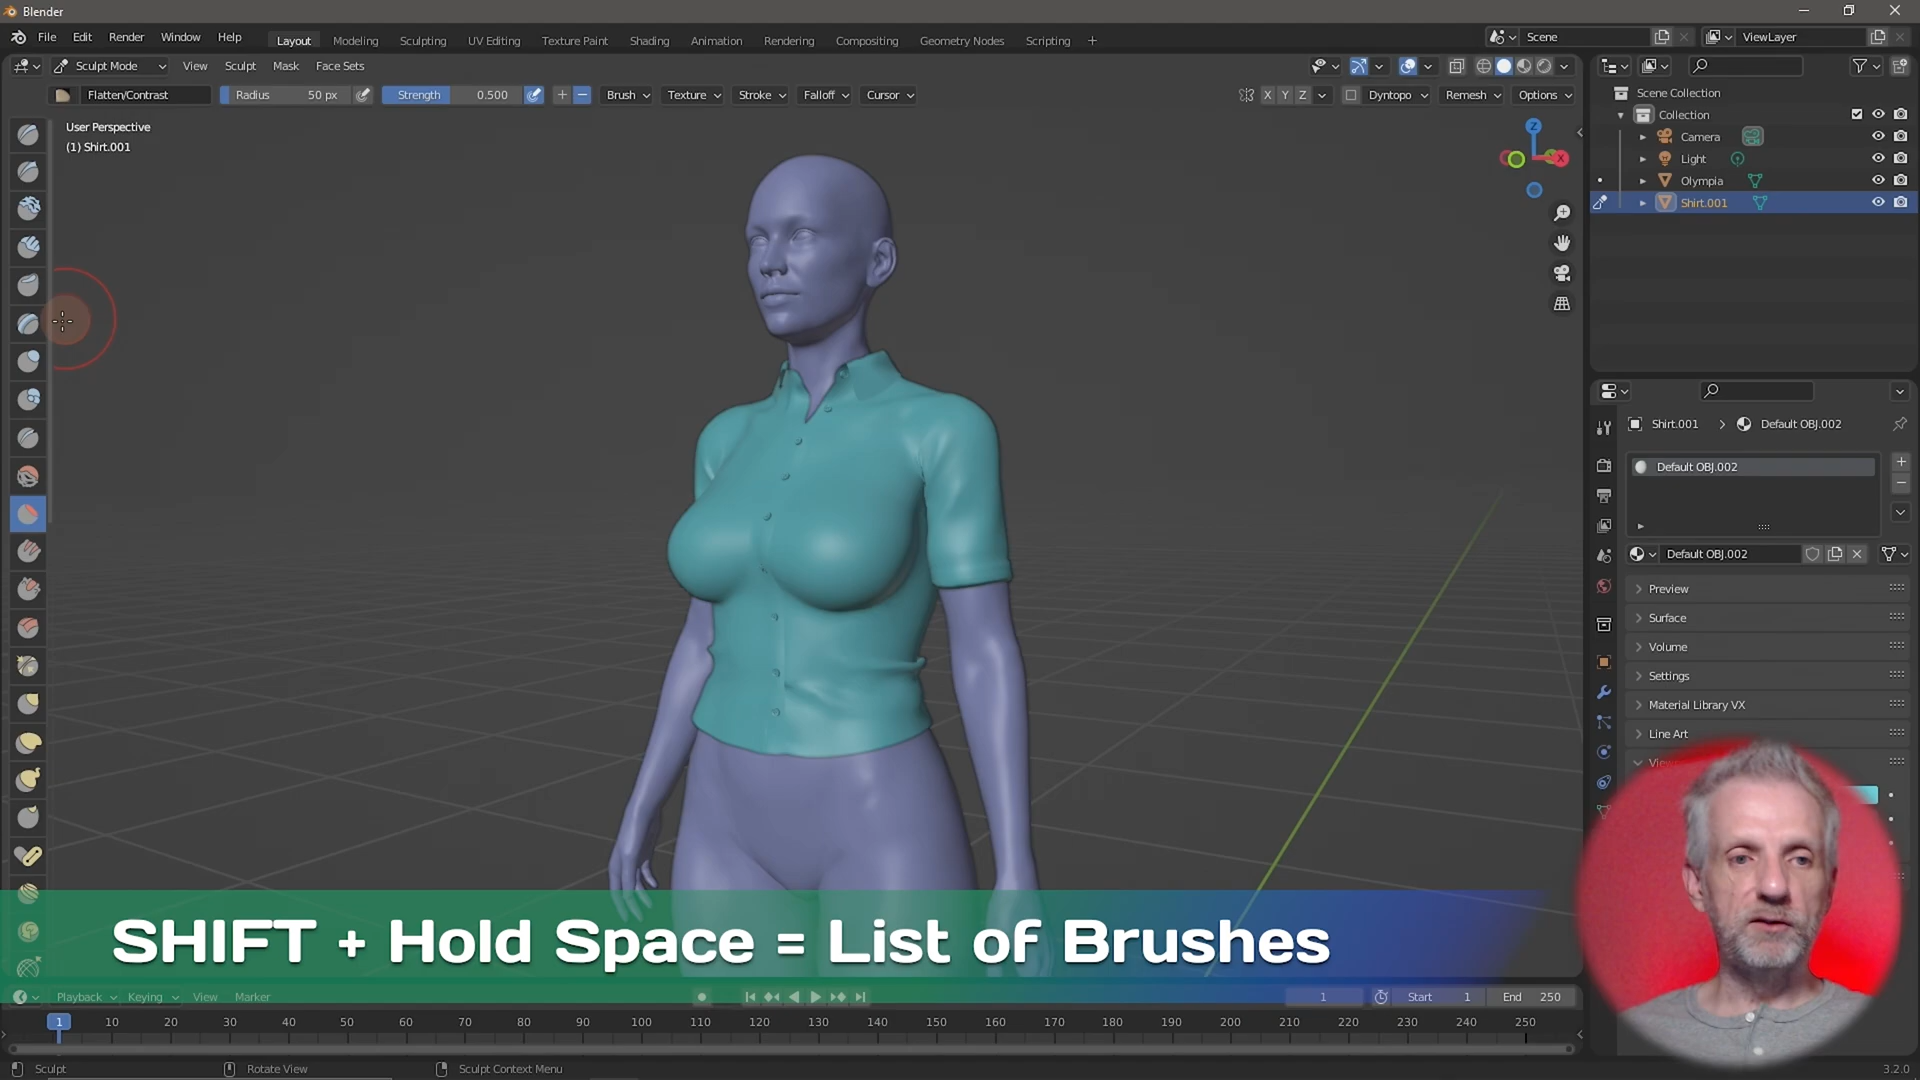 Blender
File Edit Render Window Help
Layout Modeling Sculpting UV Editing Texture Paint Shading Animation Rendering Compositing Geometry Nodes Scripting +
Scene
ViewLayer
Sculpt Mode View Sculpt Mask Face Sets
Flatten/Contrast Radius 50 px Strength 0.500 Brush Texture Stroke Falloff Cursor
X Y Z Dyntopo Remesh Options
User Perspective
(1) Shirt.001
Z
X
Scene Collection
Collection
Camera
Light
Olympia
Shirt.001
Shirt.001 > Default OBJ.002
Default OBJ.002
Default OBJ.002
Preview
Surface
Volume
Settings
Material Library VX
Line Art
SHIFT + Hold Space = List of Brushes
Playback Keying View Marker
1 Start 1 End 250
1 10 20 30 40 50 60 70 80 90 100 110 120 130 140 150 160 170 180 190 200 210 220 230 240 250
Sculpt Rotate View Sculpt Context Menu
3.2.0